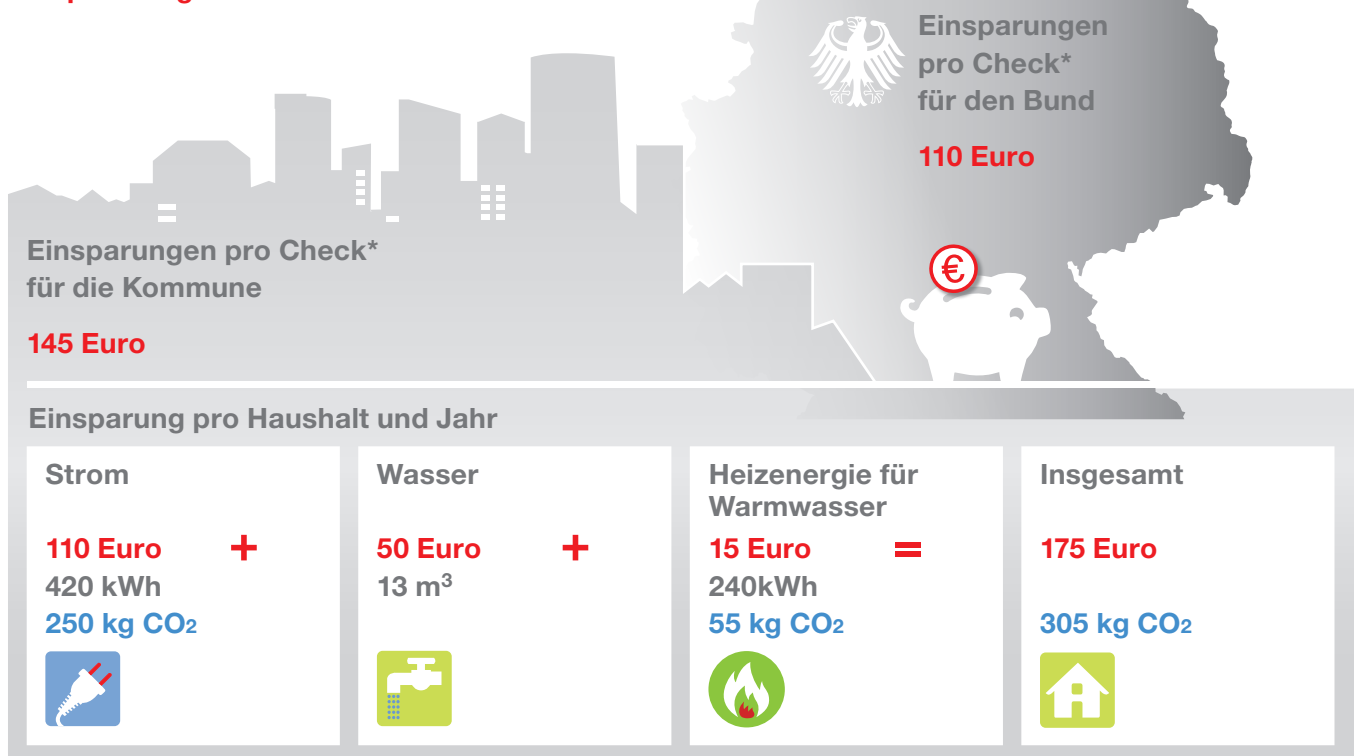 Einsparungen
pro Check*
für den Bund
110 Euro
€
Einsparungen pro Check*
für die Kommune
145 Euro
Einsparung pro Haushalt und Jahr
Strom
110 Euro +
420 kWh
250 kg CO2
Wasser
50 Euro +
13 m³
Heizenergie für
Warmwasser
15 Euro =
240kWh
55 kg CO2
Insgesamt
175 Euro
305 kg CO2